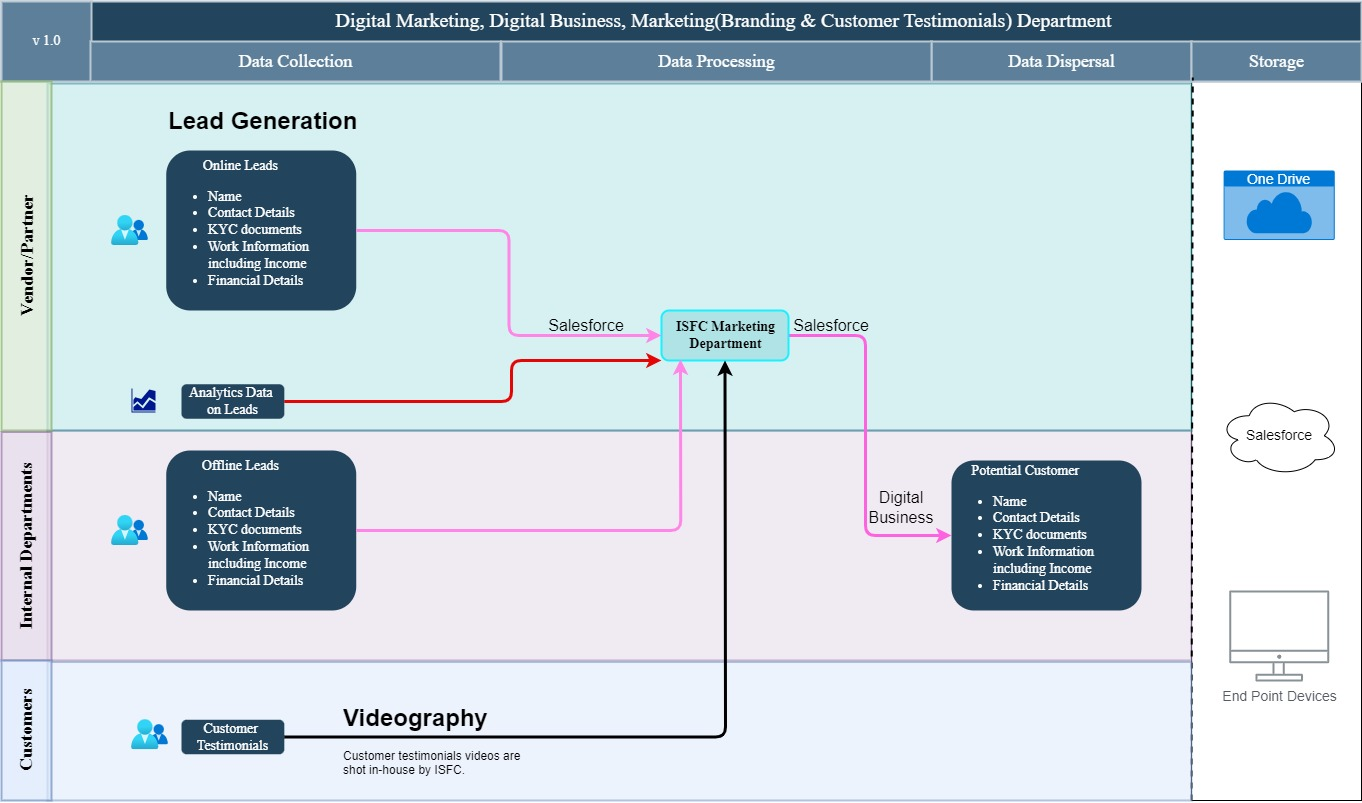 Digital Marketing, Digital Business, Marketing(Branding & Customer Testimonials) Department
v 1.0
Data Collection
Data Processing
Data Dispersal
Storage
Vendor/Partner
Lead Generation
Online Leads
• Name
• Contact Details
• KYC documents
• Work Information
including Income
• Financial Details
Analytics Data
on Leads
Salesforce
ISFC Marketing
Department
Salesforce
One Drive
Salesforce
End Point Devices
Internal Departments
Offline Leads
• Name
• Contact Details
• KYC documents
• Work Information
including Income
• Financial Details
Digital
Business
Potential Customer
• Name
• Contact Details
• KYC documents
• Work Information
including Income
• Financial Details
Customers
Customer
Testimonials
Videography
Customer testimonials videos are
shot in-house by ISFC.